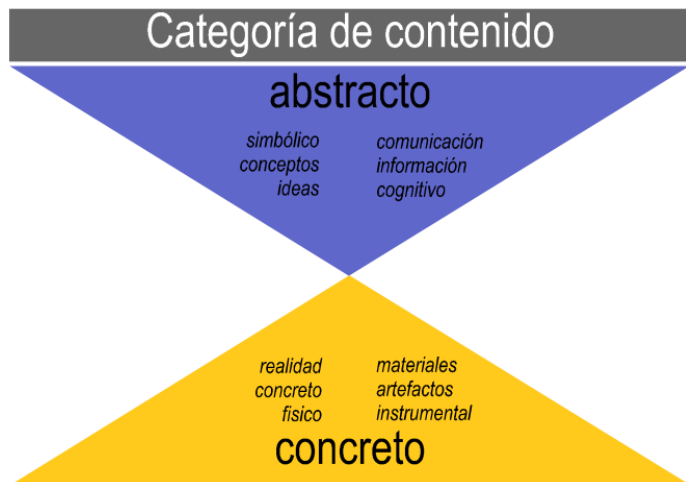 Categoría de contenido
abstracto
simbólico comunicación
conceptos información
ideas cognitivo
realidad materiales
concreto artefactos
físico instrumental
concreto